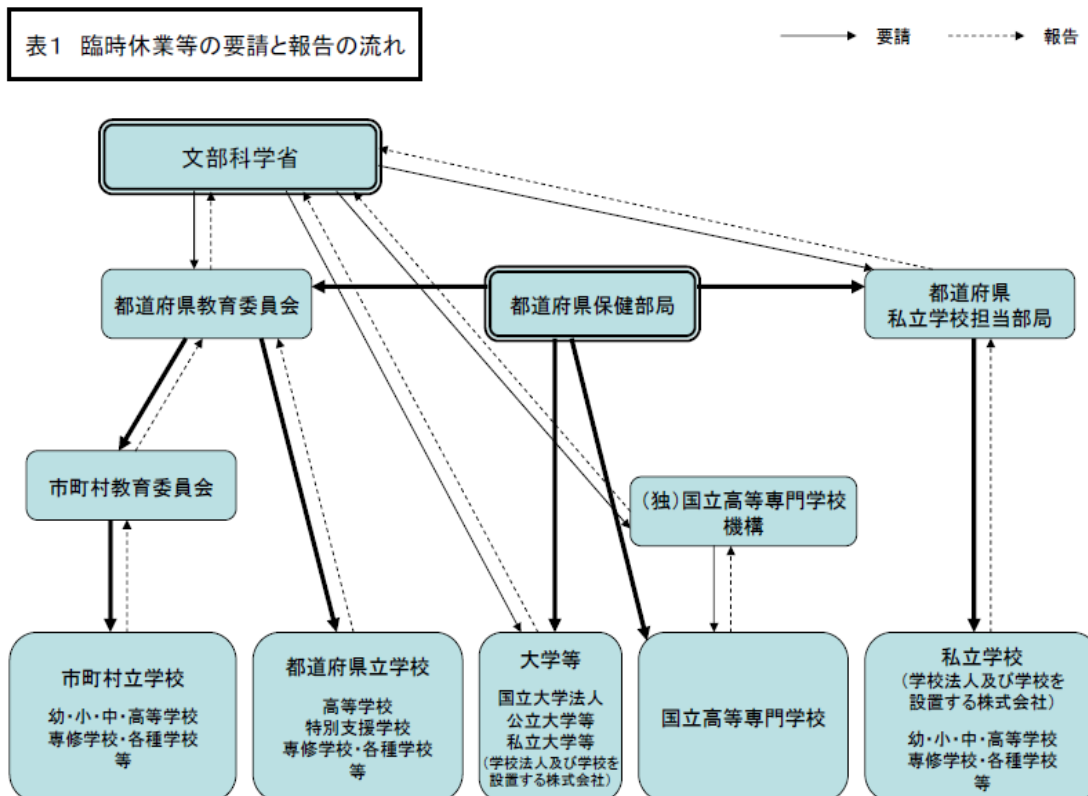 表1 臨時休業等の要請と報告の流れ
要請
報告
文部科学省
都道府県教育委員会
都道府県保健部局
都道府県
私立学校担当部局
市町村教育委員会
(独)国立高等専門学校
機構
市町村立学校
幼・小・中・高等学校
専修学校・各種学校
等
都道府県立学校
高等学校
特別支援学校
専修学校・各種学校
等
大学等
国立大学法人
公立大学等
私立大学等
(学校法人及び学校を
設置する株式会社)
国立高等専門学校
私立学校
(学校法人及び学校を
設置する株式会社)
幼・小・中・高等学校
専修学校・各種学校
等